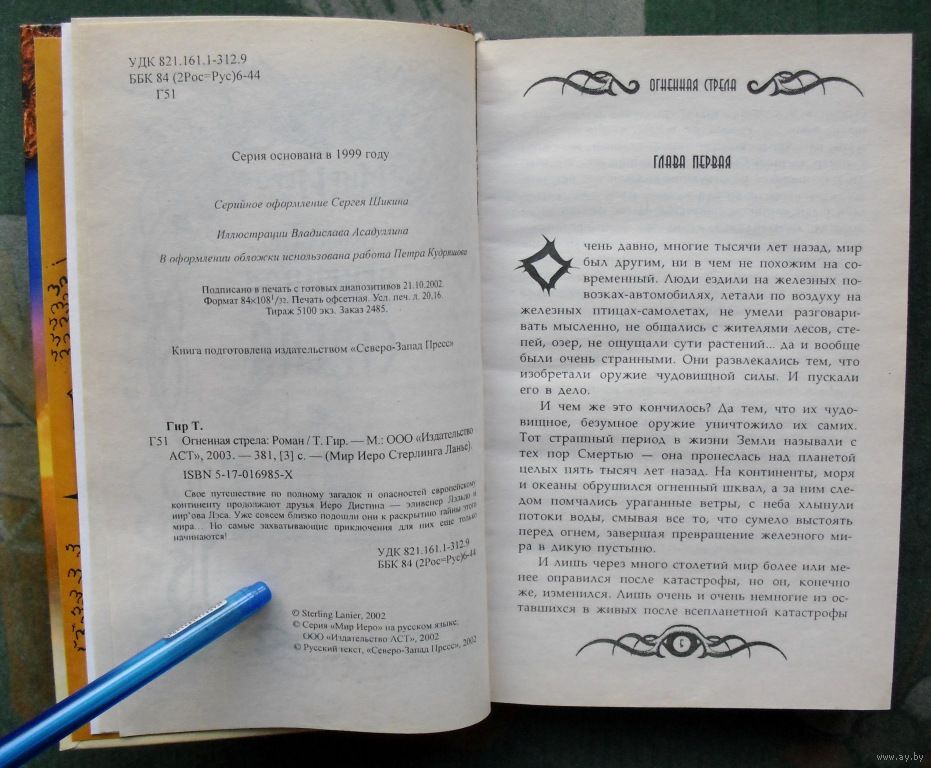 УДК 821.161.1-312.9
ББК 84 (2Рос=Рус)6-44
Г51
Серия основана в 1999 году
Серийное оформление Сергея Шикина
Иллюстрации Владислава Асадуллина
В оформлении обложки использована работа Петра Кудряшова
Подписано в печать с готовых диапозитивов 21.10.2002.
Формат 84×108¹/₃₂. Печать офсетная. Усл. печ. л. 20,16.
Тираж 5100 экз. Заказ 2485.
Книга подготовлена издательством «Северо-Запад Пресс»
Гир Т.
Г51 Огненная стрела: Роман / Т. Гир. — М.: ООО «Издательство
АСТ», 2003. — 381, [3] с. — (Мир Иеро Стерлинга Ланье).
ISBN 5-17-016985-X
Свое путешествие по полному загадок и опасностей европейскому
континенту продолжают друзья Иеро Дистина — эливенер Лэльдо и
иир'ова Лэса. Уже совсем близко подошли они к раскрытию тайны этого
мира... Но самые захватывающие приключения для них еще только
начинаются!
УДК 821.161.1-312.9
ББК 84 (2Рос=Рус)6-44
© Sterling Lanier, 2002
© Серия «Мир Иеро» на русском языке.
ООО «Издательство АСТ», 2002
© Русский текст, «Северо-Запад Пресс», 2002
ОГНЕННАЯ СТРЕЛА
ГЛАВА ПЕРВАЯ
Очень давно, многие тысячи лет назад, мир
был другим, ни в чем не похожим на со-
временный. Люди ездили на железных по-
возках-автомобилях, летали по воздуху на
железных птицах-самолетах, не умели разговари-
вать мысленно, не общались с жителями лесов, сте-
пей, озер, не ощущали сути растений... да и вообще
были очень странными. Они развлекались тем, что
изобретали оружие чудовищной силы. И пускали
его в дело.
И чем же это кончилось? Да тем, что их чудо-
вищное, безумное оружие уничтожило их самих.
Тот страшный период в жизни Земли называли с
тех пор Смертью — она пронеслась над планетой
целых пять тысяч лет назад. На континенты, моря
и океаны обрушился огненный шквал, а за ним сле-
дом помчались ураганные ветры, с неба хлынули
потоки воды, смывая все то, что сумело выстоять
перед огнем, завершая превращение железного ми-
ра в дикую пустыню.
И лишь через много столетий мир более или ме-
нее оправился после катастрофы, но он, конечно
же, изменился. Лишь очень и очень немногие из ос-
тавшихся в живых после всепланетной катастрофы
5
www.ay.by